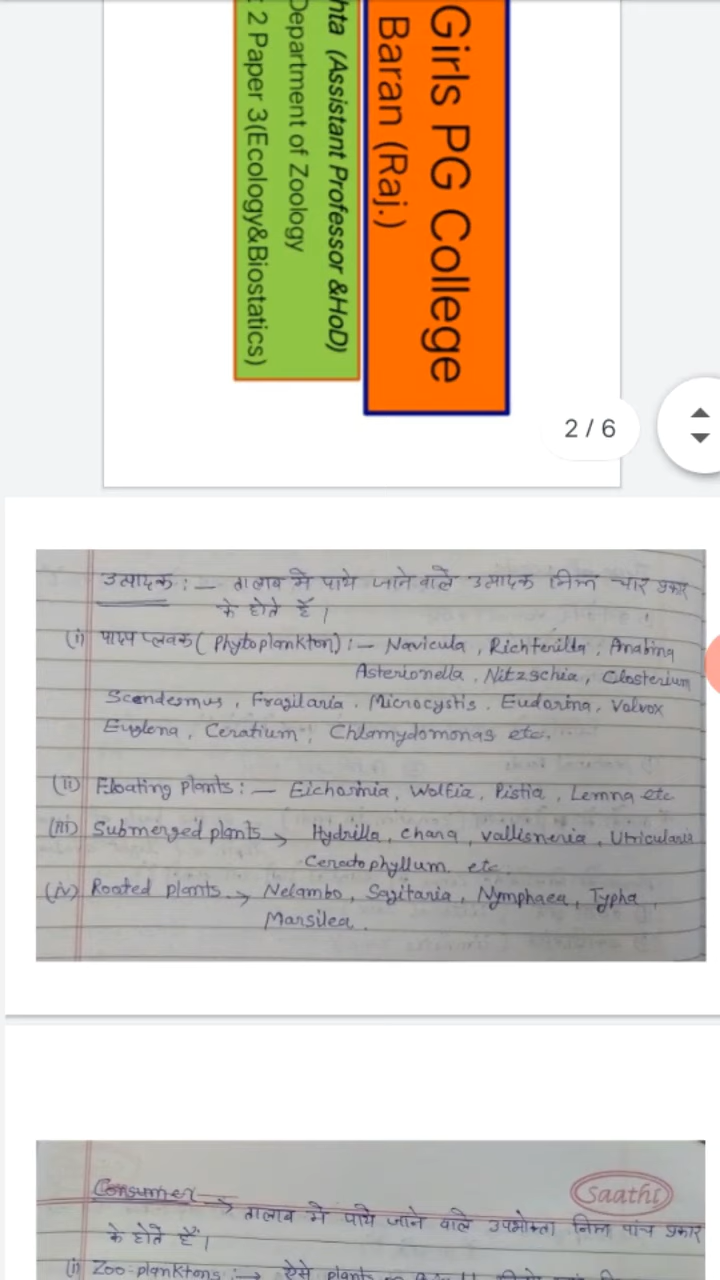 Girls PG College
Baran (Raj.)
hta (Assistant Professor &HoD)
Department of Zoology
2 Paper 3(Ecology&Biostatics)
2 / 6
उत्पादक : – तालाब में पाये जाने वाले उत्पादक निम्न चार प्रकार
के होते हैं।
(i) पादप प्लवक ( Phytoplankton) : – Navicula , Richterilla , Anabina
Asterionella , Nitzschia , Closterium
Scendesmus , Fragilaria . Microcystis . Eudorina , Volvox
Euglena , Ceratium , Chlamydomonas etc.
(ii) Floating plants : – Eichornia , Wolfia , Pistia , Lemna etc
(iii) Submerged plants → Hydrilla , chara , vallisneria , Utricularia
Ceratophyllum etc.
(iv) Rooted plants. → Nelambo , Sagitaria , Nymphaea , Typha ,
Marsilea .
Saathi
Consumer →
तालाब में पाये जाने वाले उपभोक्ता निम्न पांच प्रकार
के होते हैं।
(i) Zoo-planktons : → ऐसे plants